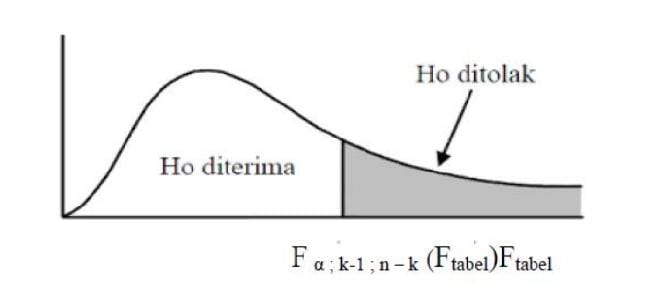 Ho ditolak
Ho diterima
F α ; k-1 ; n – k (Ftabel)Ftabel